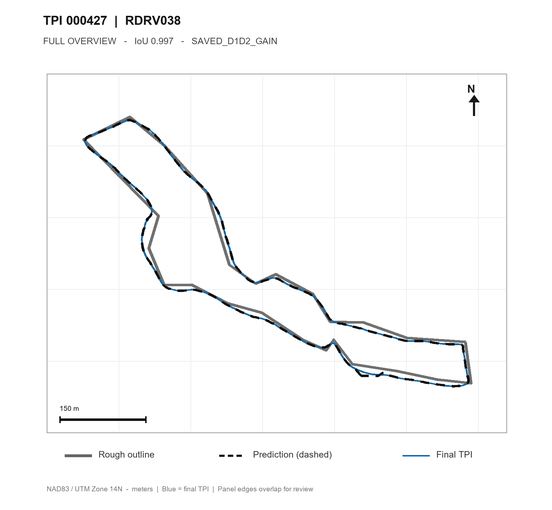 TPI 000427 | RDRV038
FULL OVERVIEW - IoU 0.997 - SAVED_D1D2_GAIN
N
150 m
Rough outline Prediction (dashed) Final TPI
NAD83 / UTM Zone 14N - meters | Blue = final TPI | Panel edges overlap for review